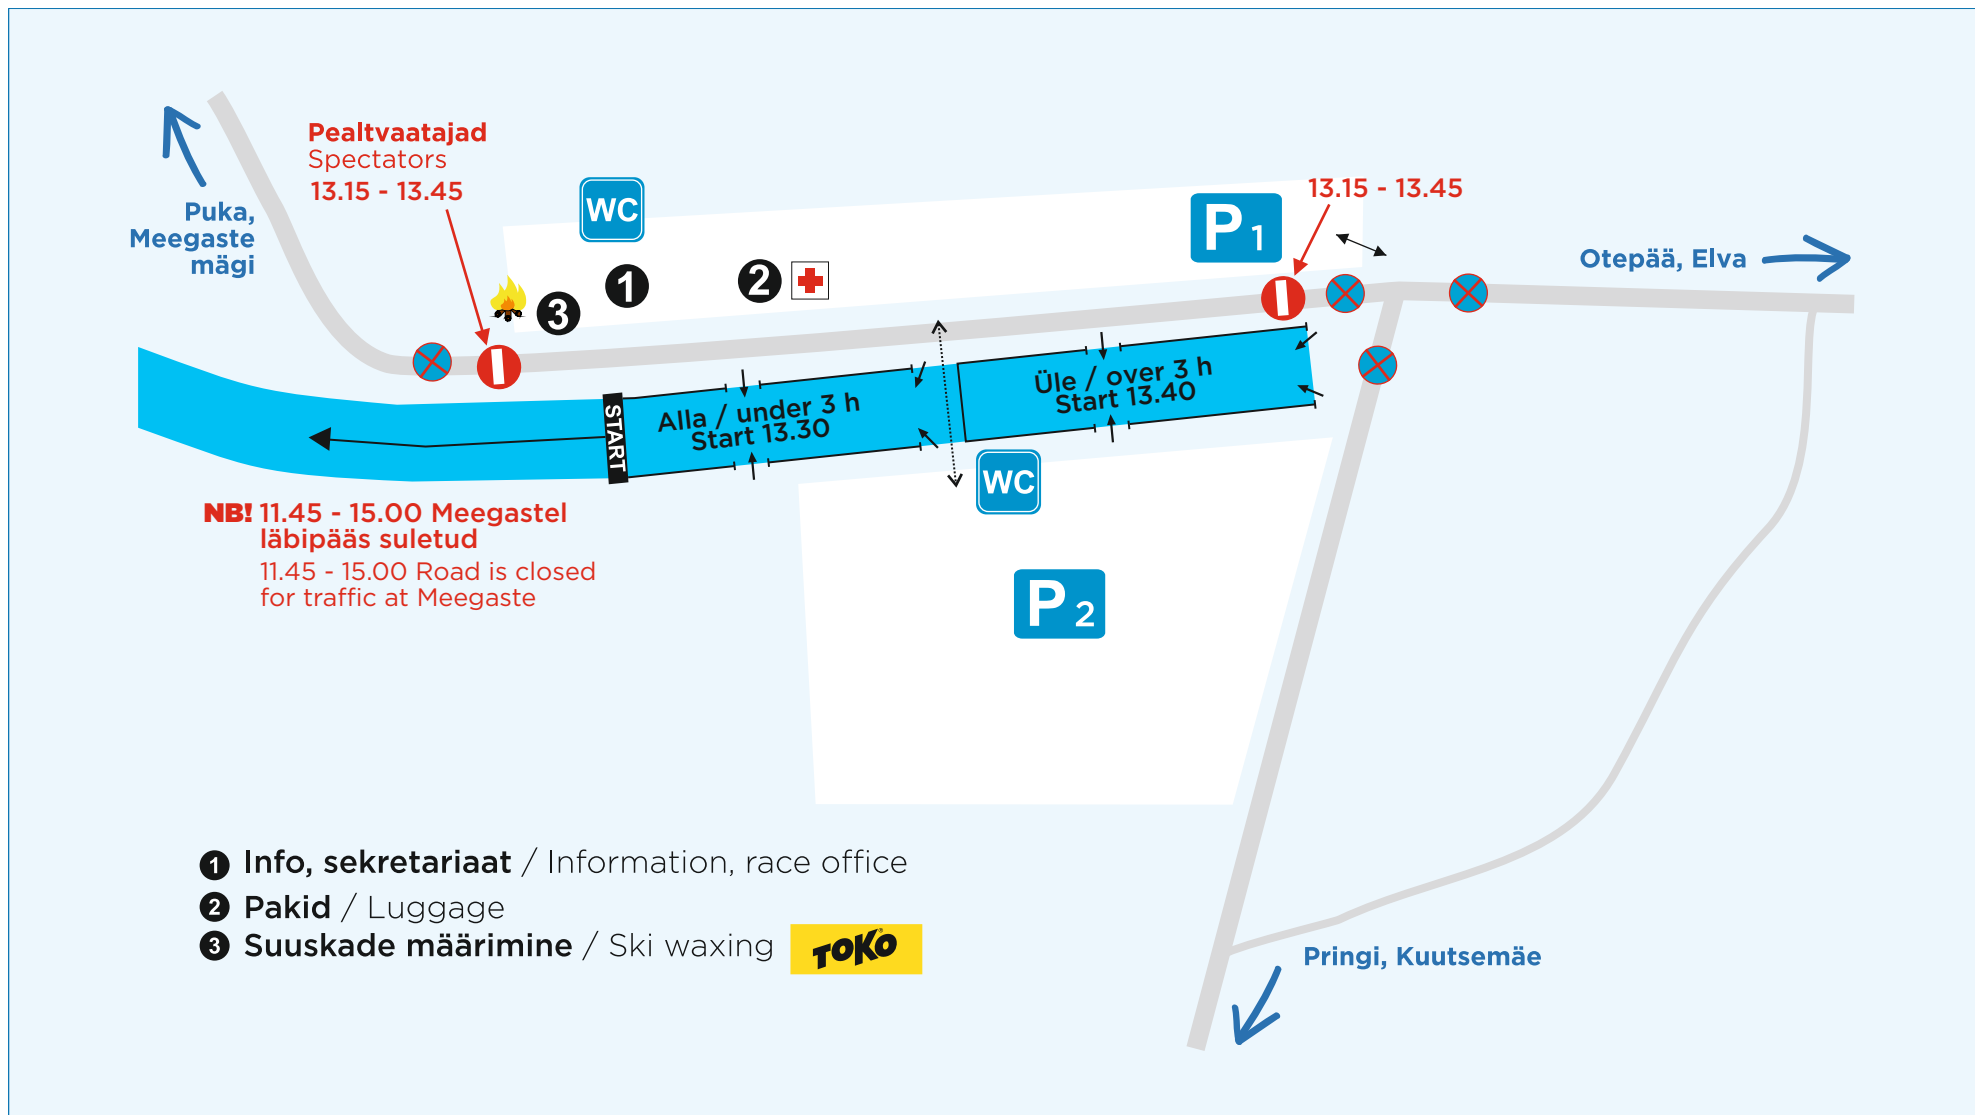 Pealtvaatajad
Spectators
13.15 - 13.45
WC
13.15 - 13.45
P 1
Puka,
Meegaste
mägi
Otepää, Elva
1
2
3
Üle / over 3 h
Start 13.40
Alla / under 3 h
Start 13.30
START
WC
NB! 11.45 - 15.00 Meegastel
läbipääs suletud
11.45 - 15.00 Road is closed
for traffic at Meegaste
P 2
1 Info, sekretariaat / Information, race office
2 Pakid / Luggage
3 Suuskade määrimine / Ski waxing TOKO
Pringi, Kuutsemäe